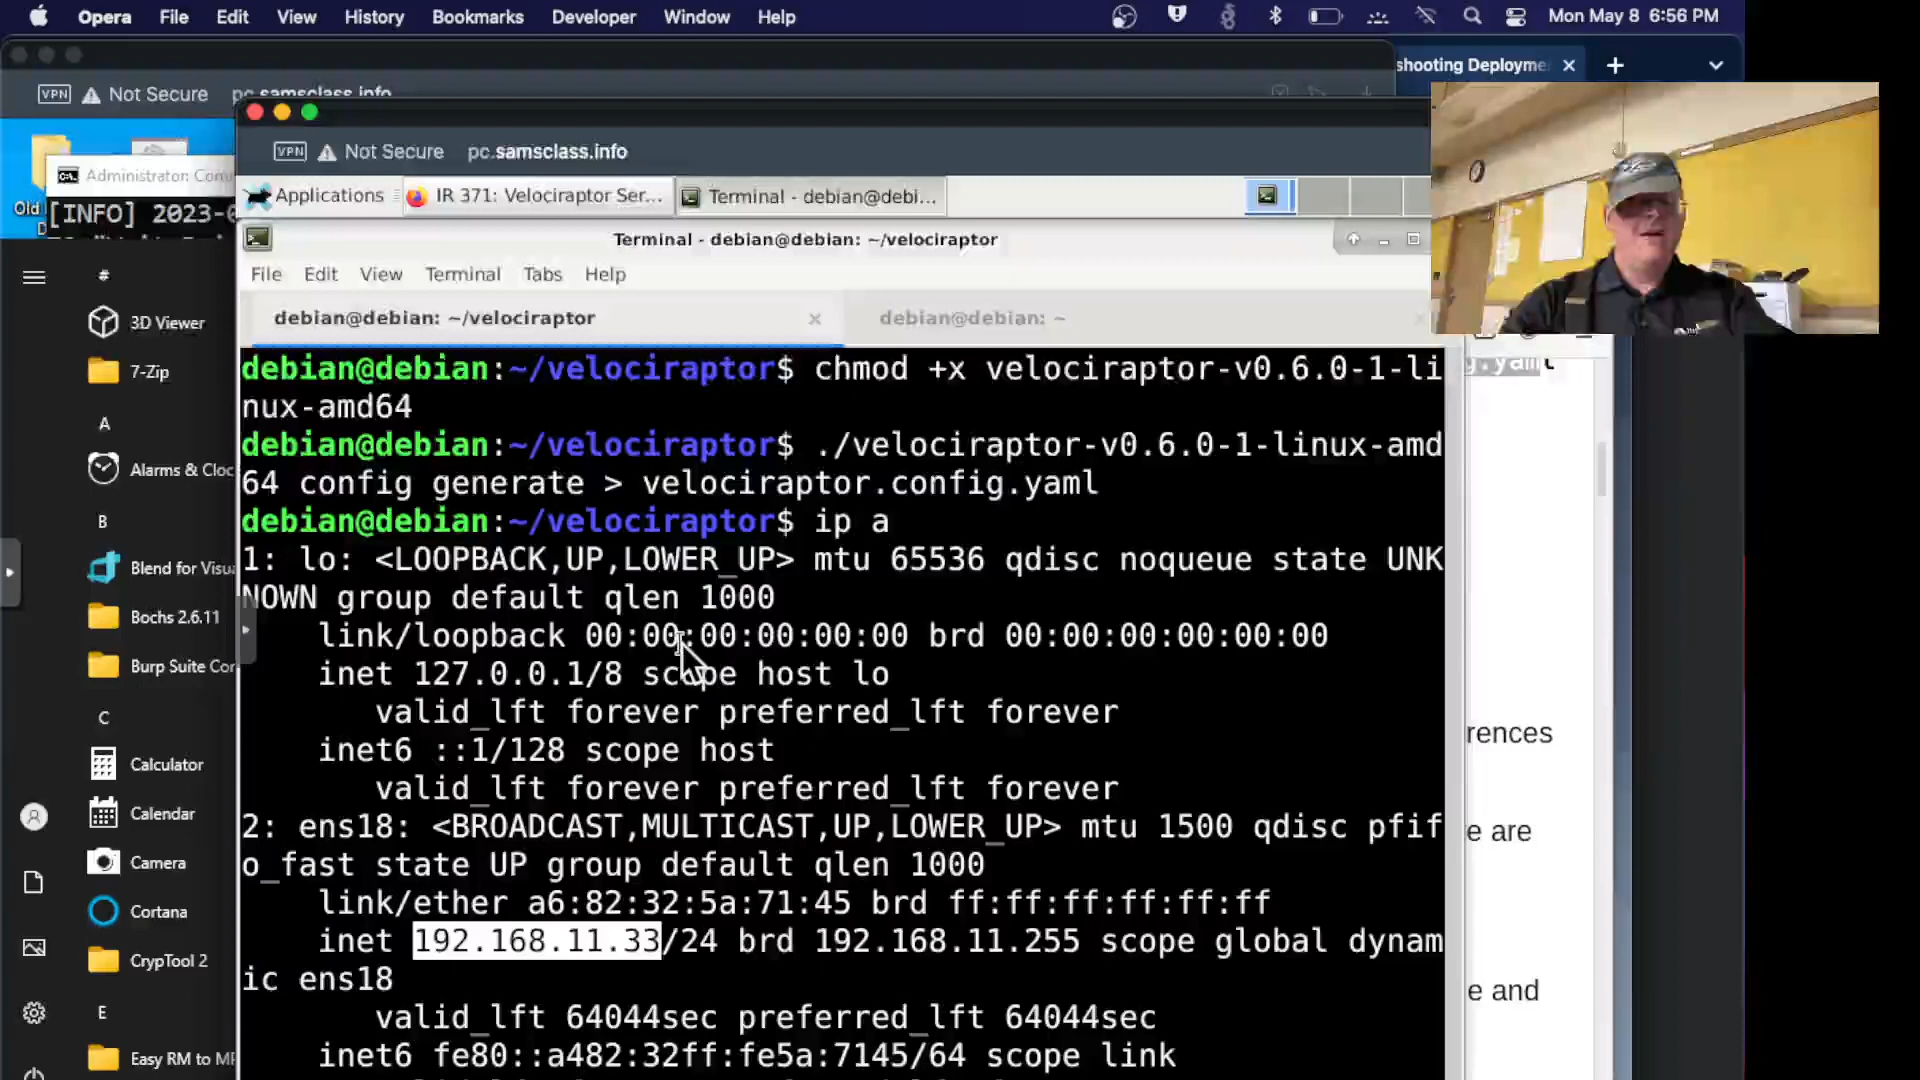 Opera File Edit View History Bookmarks Developer Window Help Mon May 8 6:56 PM
shooting Deployme
VPN Not Secure pc.samsclass.info
VPN Not Secure pc.samsclass.info
Administrator: Com
Old
[INFO] 2023-0
Applications IR 371: Velociraptor Ser... Terminal - debian@debi...
Terminal - debian@debian: ~/velociraptor
File Edit View Terminal Tabs Help
debian@debian: ~/velociraptor debian@debian: ~
debian@debian:~/velociraptor$ chmod +x velociraptor-v0.6.0-1-li
nux-amd64
debian@debian:~/velociraptor$ ./velociraptor-v0.6.0-1-linux-amd
64 config generate > velociraptor.config.yaml
debian@debian:~/velociraptor$ ip a
1: lo: <LOOPBACK,UP,LOWER_UP> mtu 65536 qdisc noqueue state UNK
NOWN group default qlen 1000
link/loopback 00:00:00:00:00:00 brd 00:00:00:00:00:00
inet 127.0.0.1/8 scope host lo
valid_lft forever preferred_lft forever
inet6 ::1/128 scope host
valid_lft forever preferred_lft forever
2: ens18: <BROADCAST,MULTICAST,UP,LOWER_UP> mtu 1500 qdisc pfif
o_fast state UP group default qlen 1000
link/ether a6:82:32:5a:71:45 brd ff:ff:ff:ff:ff:ff
inet 192.168.11.33/24 brd 192.168.11.255 scope global dynam
ic ens18
valid_lft 64044sec preferred_lft 64044sec
inet6 fe80::a482:32ff:fe5a:7145/64 scope link
#
3D Viewer
7-Zip
A
Alarms & Cloc
B
Blend for Visu
Bochs 2.6.11
Burp Suite Co
C
Calculator
Calendar
Camera
Cortana
CrypTool 2
E
Easy RM to MP
g.yaml
rences
e are
e and